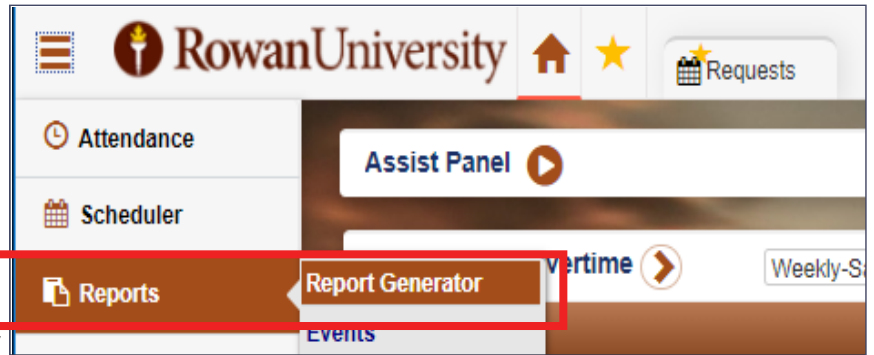 RowanUniversity
Requests
Attendance
Assist Panel
Scheduler
vertime
Weekly-Sa
Reports
Report Generator
Events